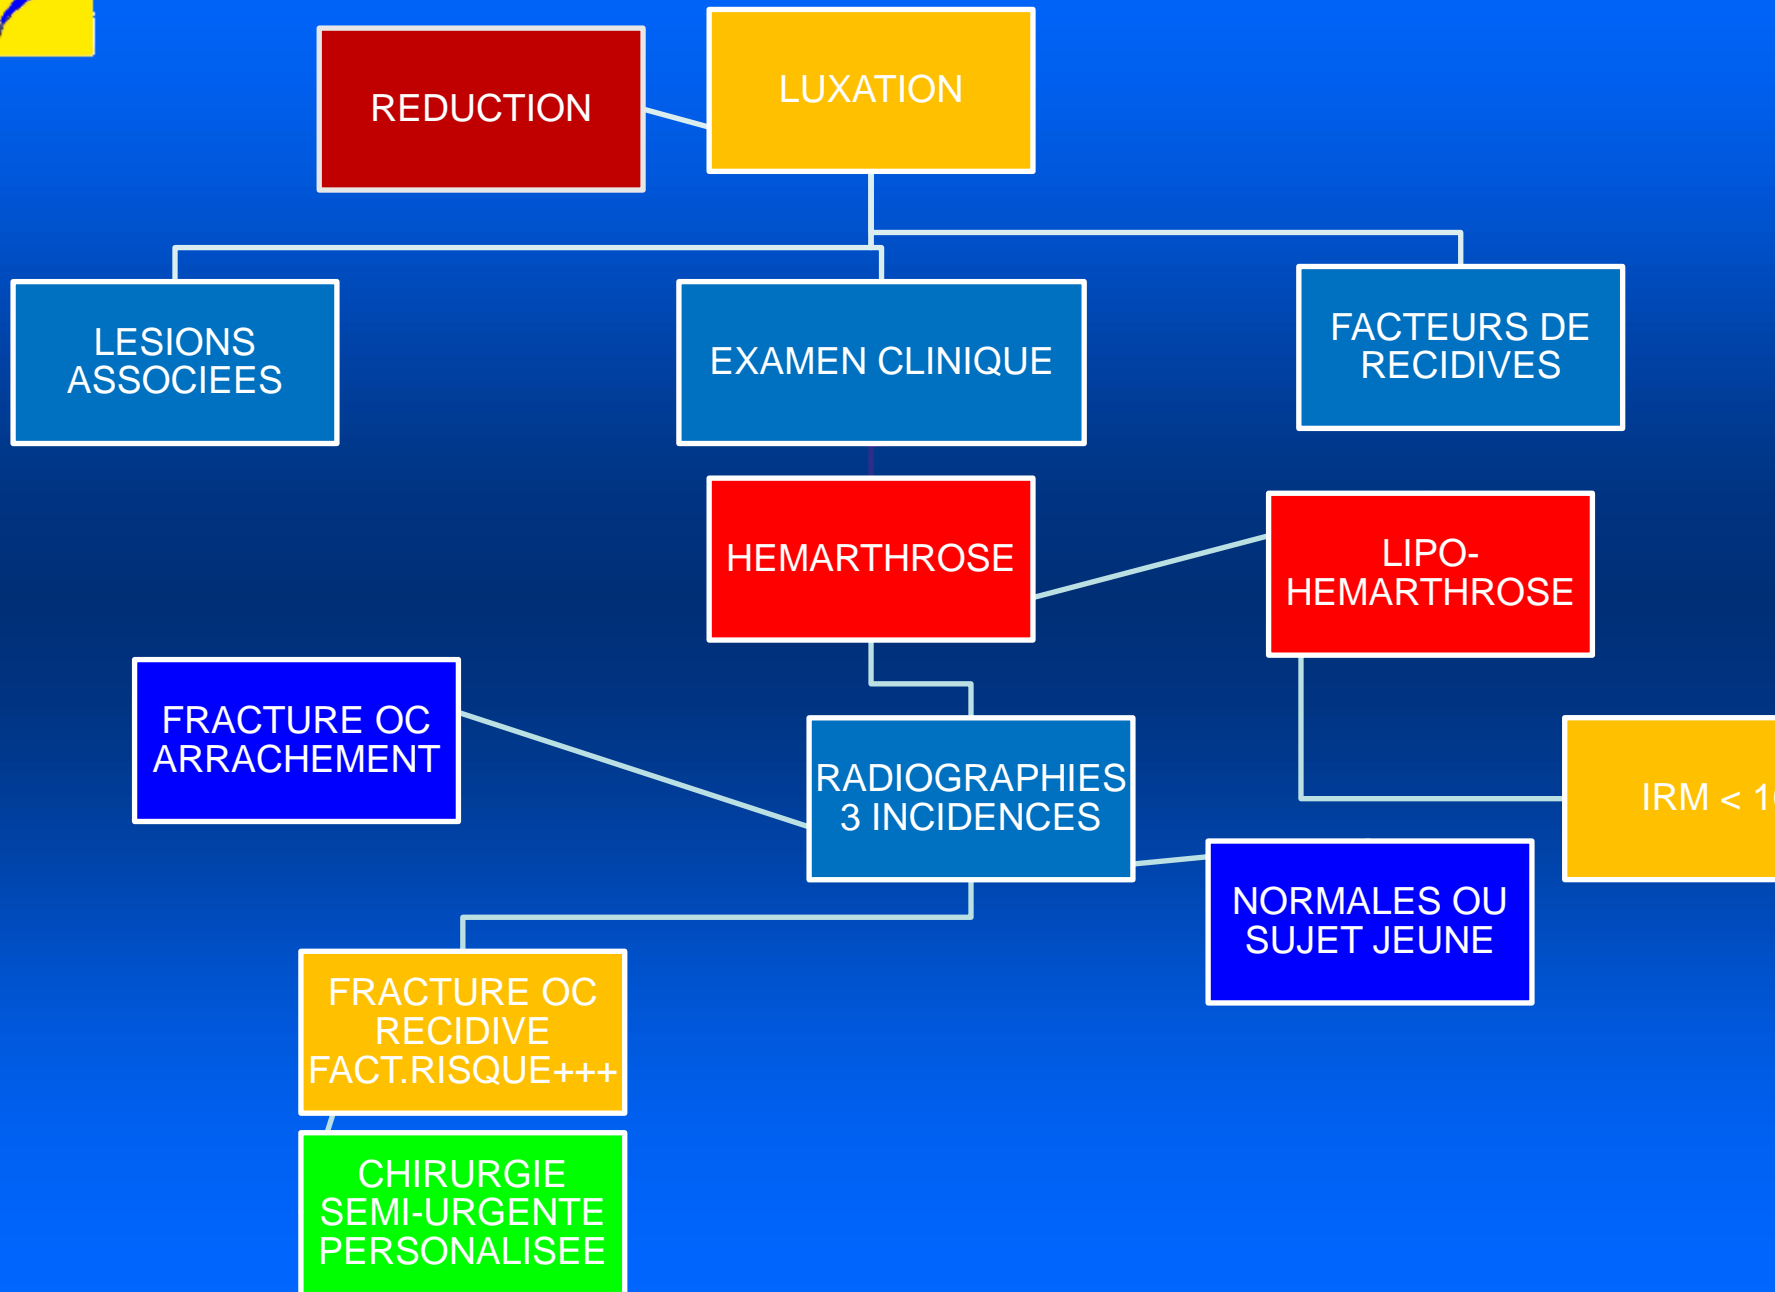 REDUCTION
LUXATION
LESIONS
ASSOCIEES
EXAMEN CLINIQUE
FACTEURS DE
RECIDIVES
HEMARTHROSE
LIPO-
HEMARTHROSE
FRACTURE OC
ARRACHEMENT
RADIOGRAPHIES
3 INCIDENCES
IRM < 1
NORMALES OU
SUJET JEUNE
FRACTURE OC
RECIDIVE
FACT.RISQUE+++
CHIRURGIE
SEMI-URGENTE
PERSONALISEE